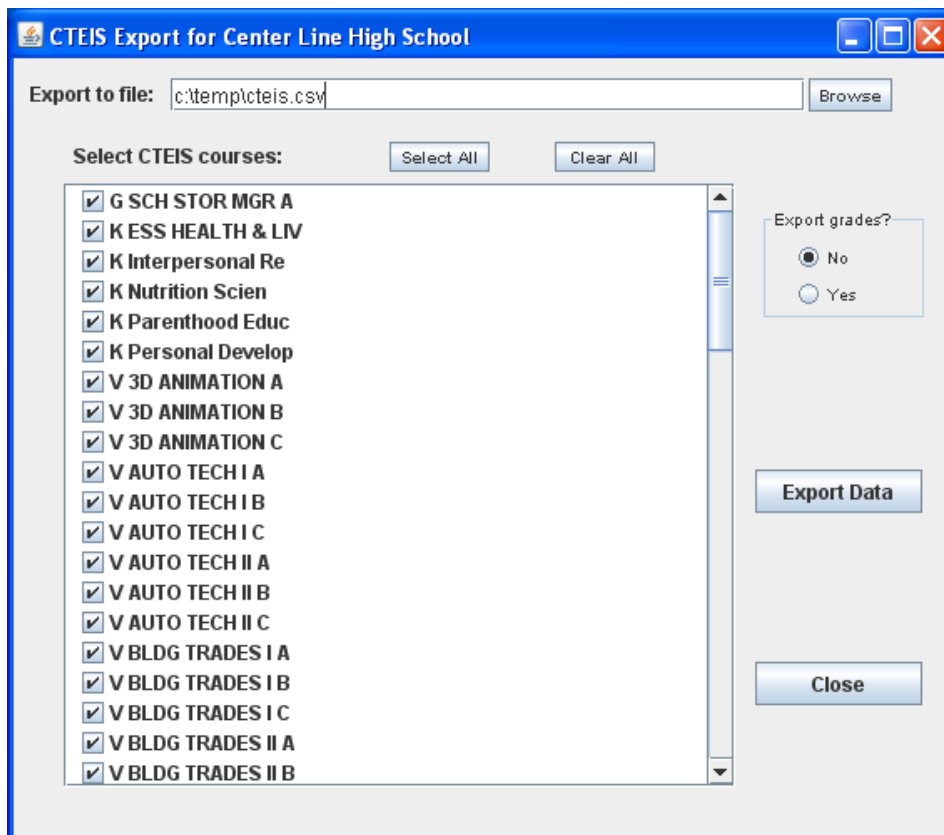 CTEIS Export for Center Line High School
Export to file: c:\temp\cteis.csv Browse
Select CTEIS courses: Select All Clear All
G SCH STOR MGR A
K ESS HEALTH & LIV
K Interpersonal Re
K Nutrition Scien
K Parenthood Educ
K Personal Develop
V 3D ANIMATION A
V 3D ANIMATION B
V 3D ANIMATION C
V AUTO TECH I A
V AUTO TECH I B
V AUTO TECH I C
V AUTO TECH II A
V AUTO TECH II B
V AUTO TECH II C
V BLDG TRADES I A
V BLDG TRADES I B
V BLDG TRADES I C
V BLDG TRADES II A
V BLDG TRADES II B
Export grades?
No
Yes
Export Data
Close